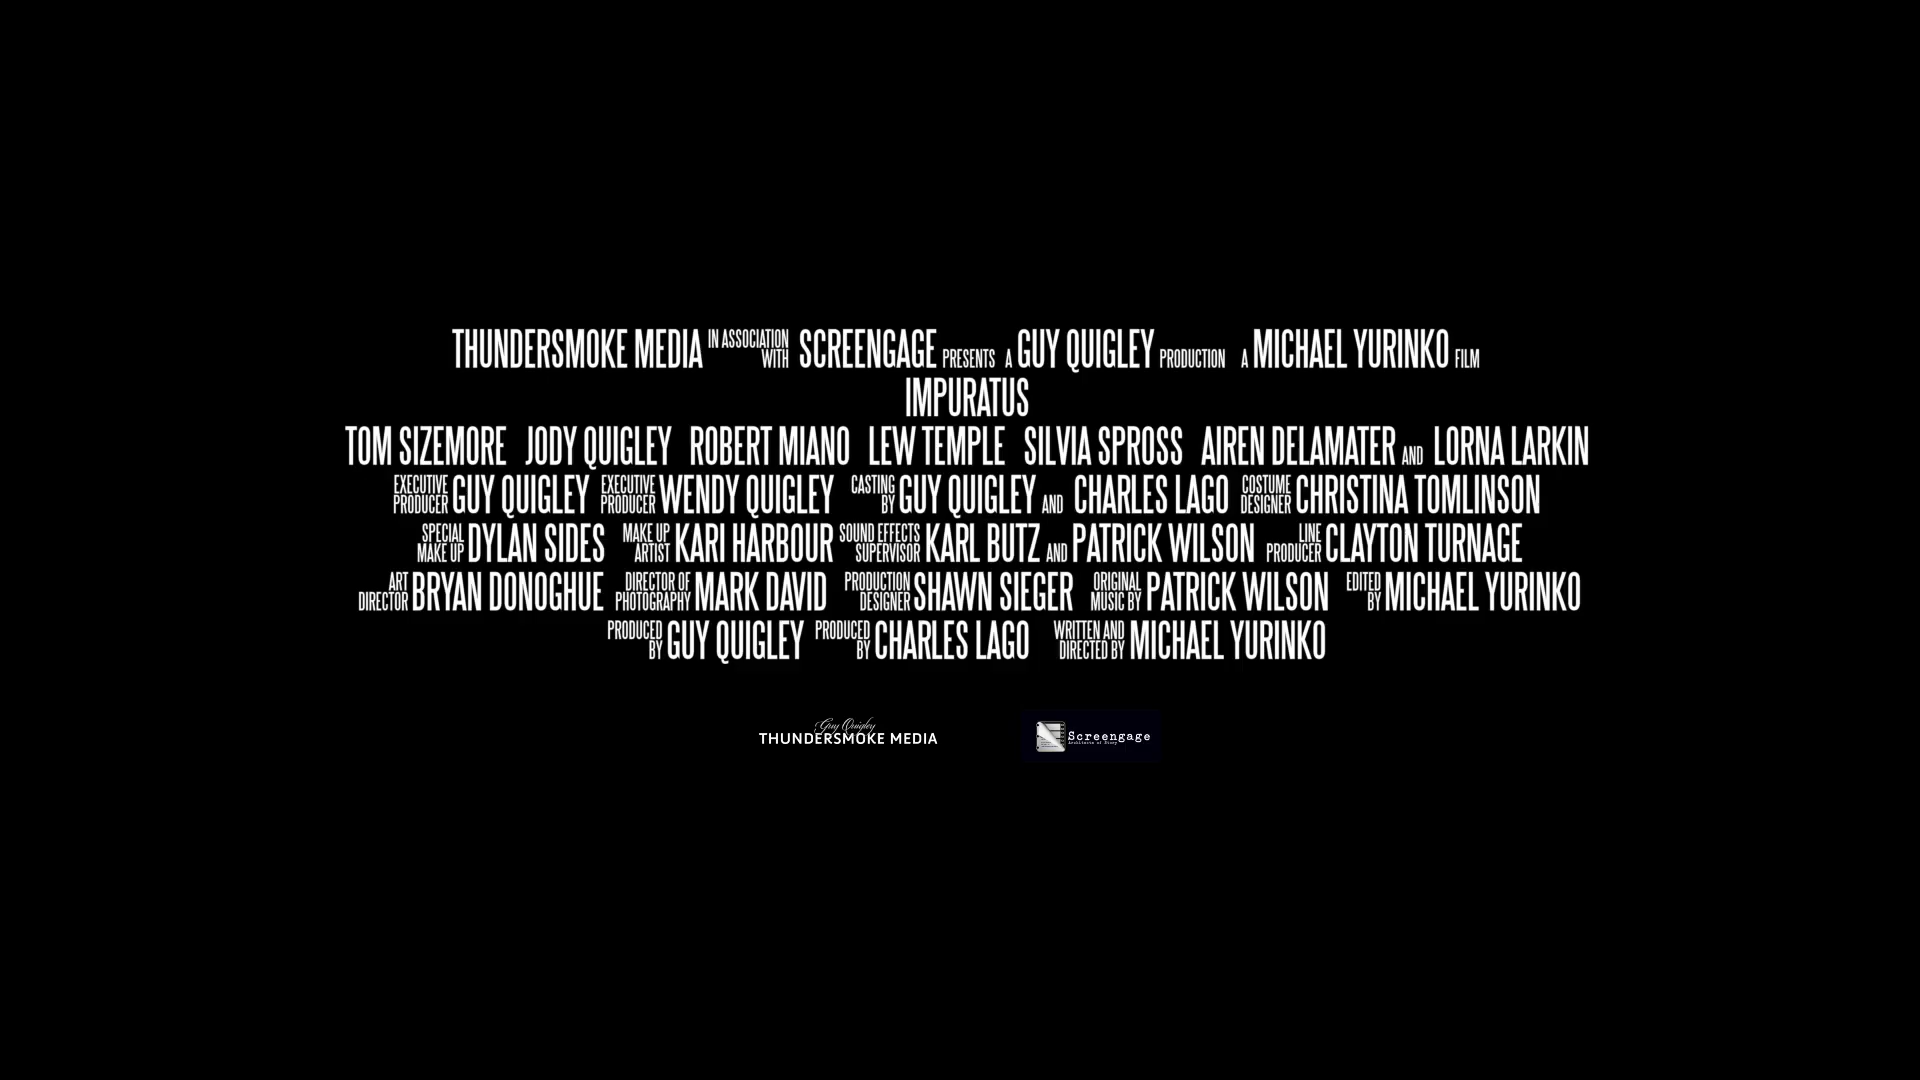 THUNDERSMOKE MEDIA IN ASSOCIATION WITH SCREENGAGE PRESENTS A GUY QUIGLEY PRODUCTION A MICHAEL YURINKO FILM
IMPURATUS
TOM SIZEMORE JODY QUIGLEY ROBERT MIANO LEW TEMPLE SILVIA SPROSS AIREN DELAMATER AND LORNA LARKIN
EXECUTIVE PRODUCER GUY QUIGLEY EXECUTIVE PRODUCER WENDY QUIGLEY CASTING BY GUY QUIGLEY AND CHARLES LAGO COSTUME DESIGNER CHRISTINA TOMLINSON
SPECIAL MAKE UP DYLAN SIDES MAKE UP ARTIST KARI HARBOUR SOUND EFFECTS SUPERVISOR KARL BUTZ AND PATRICK WILSON LINE PRODUCER CLAYTON TURNAGE
ART DIRECTOR BRYAN DONOGHUE DIRECTOR OF PHOTOGRAPHY MARK DAVID PRODUCTION DESIGNER SHAWN SIEGER ORIGINAL MUSIC BY PATRICK WILSON EDITED BY MICHAEL YURINKO
PRODUCED BY GUY QUIGLEY PRODUCED BY CHARLES LAGO WRITTEN AND DIRECTED BY MICHAEL YURINKO
Guy Quigley
THUNDERSMOKE MEDIA
Screengage
Architects of Story